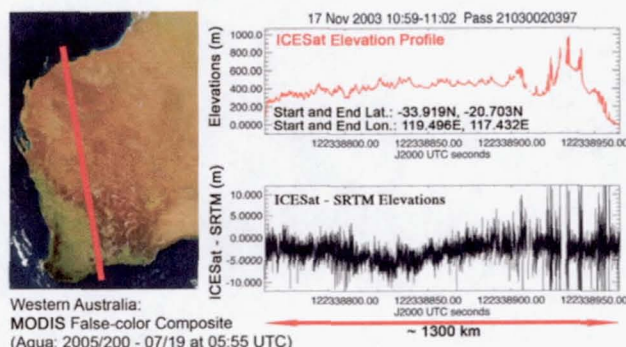 17 Nov 2003 10:59-11:02 Pass 21030020397
Elevations (m)
1000.0
800.00
600.00
400.00
200.00
0.0000
ICESat Elevation Profile
Start and End Lat.: -33.919N, -20.703N
Start and End Lon.: 119.496E, 117.432E
122338800.00 122338850.00 122338900.00 122338950.00
J2000 UTC seconds
ICESat - SRTM (m)
10.000
5.0000
0.0000
-5.0000
-10.000
ICESat - SRTM Elevations
122338800.00 122338850.00 122338900.00 122338950.00
J2000 UTC seconds
~ 1300 km
Western Australia:
MODIS False-color Composite
(Aqua: 2005/200 - 07/19 at 05:55 UTC)